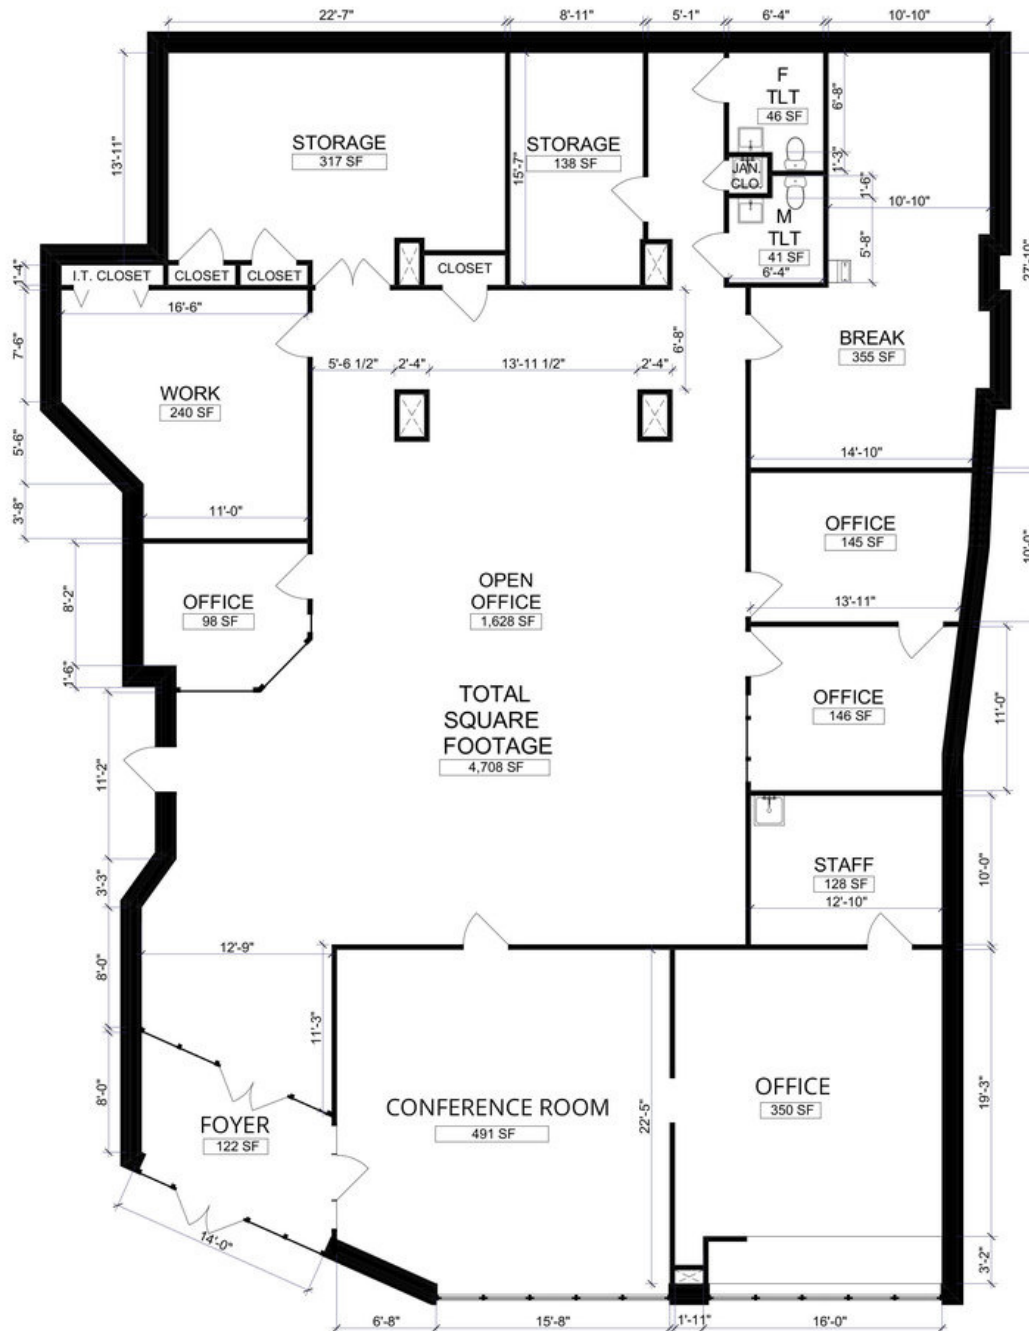 22'-7"
8'-11"
5'-1"
6'-4"
10'-10"
13'-11"
STORAGE
317 SF
15'-7"
STORAGE
138 SF
F
TLT
46 SF
6'-8"
1'-3"
JAN.
CLO.
1'-6"
10'-10"
M
TLT
41 SF
6'-4"
5'-8"
27'-10"
1'-4"
I.T. CLOSET
CLOSET
CLOSET
CLOSET
16'-6"
7'-6"
6'-8"
BREAK
355 SF
5'-6 1/2"
2'-4"
13'-11 1/2"
2'-4"
WORK
240 SF
5'-6"
14'-10"
3'-8"
11'-0"
OFFICE
145 SF
10'-0"
8'-2"
OFFICE
98 SF
OPEN
OFFICE
1,628 SF
13'-11"
1'-6"
TOTAL
SQUARE
FOOTAGE
4,708 SF
OFFICE
146 SF
11'-0"
11'-2"
STAFF
128 SF
12'-10"
10'-0"
3'-3"
12'-9"
8'-0"
11'-3"
8'-0"
FOYER
122 SF
CONFERENCE ROOM
491 SF
22'-5"
OFFICE
350 SF
19'-3"
14'-0"
3'-2"
6'-8"
15'-8"
1'-11"
16'-0"